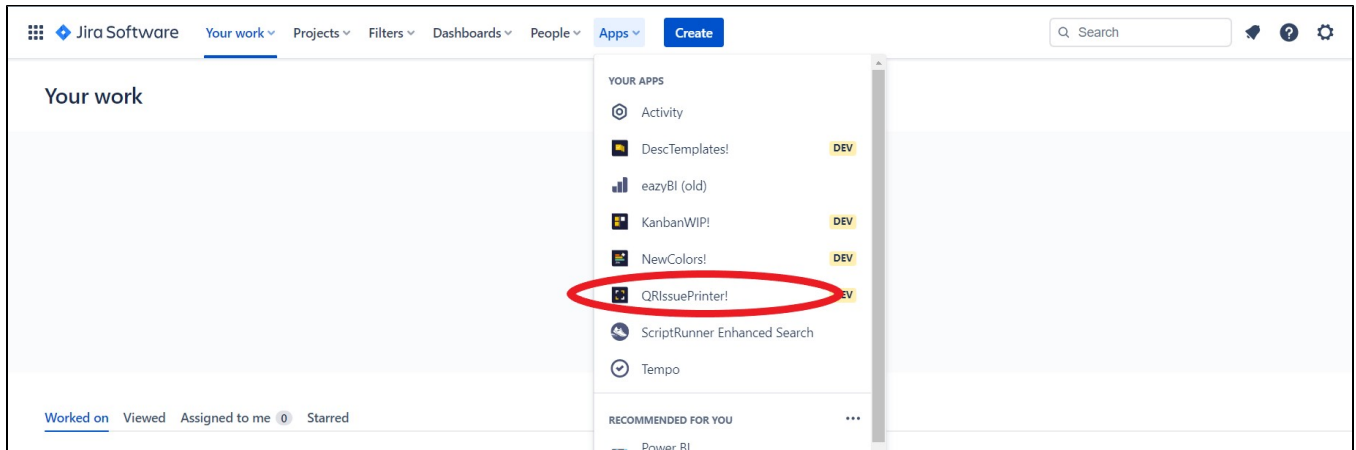 Jira Software Your work Projects Filters Dashboards People Apps Create Search
Your work
YOUR APPS
Activity
DescTemplates! DEV
eazyBI (old)
KanbanWIP! DEV
NewColors! DEV
QRIssuePrinter! EV
ScriptRunner Enhanced Search
Tempo
Worked on Viewed Assigned to me 0 Starred
RECOMMENDED FOR YOU
Power BI